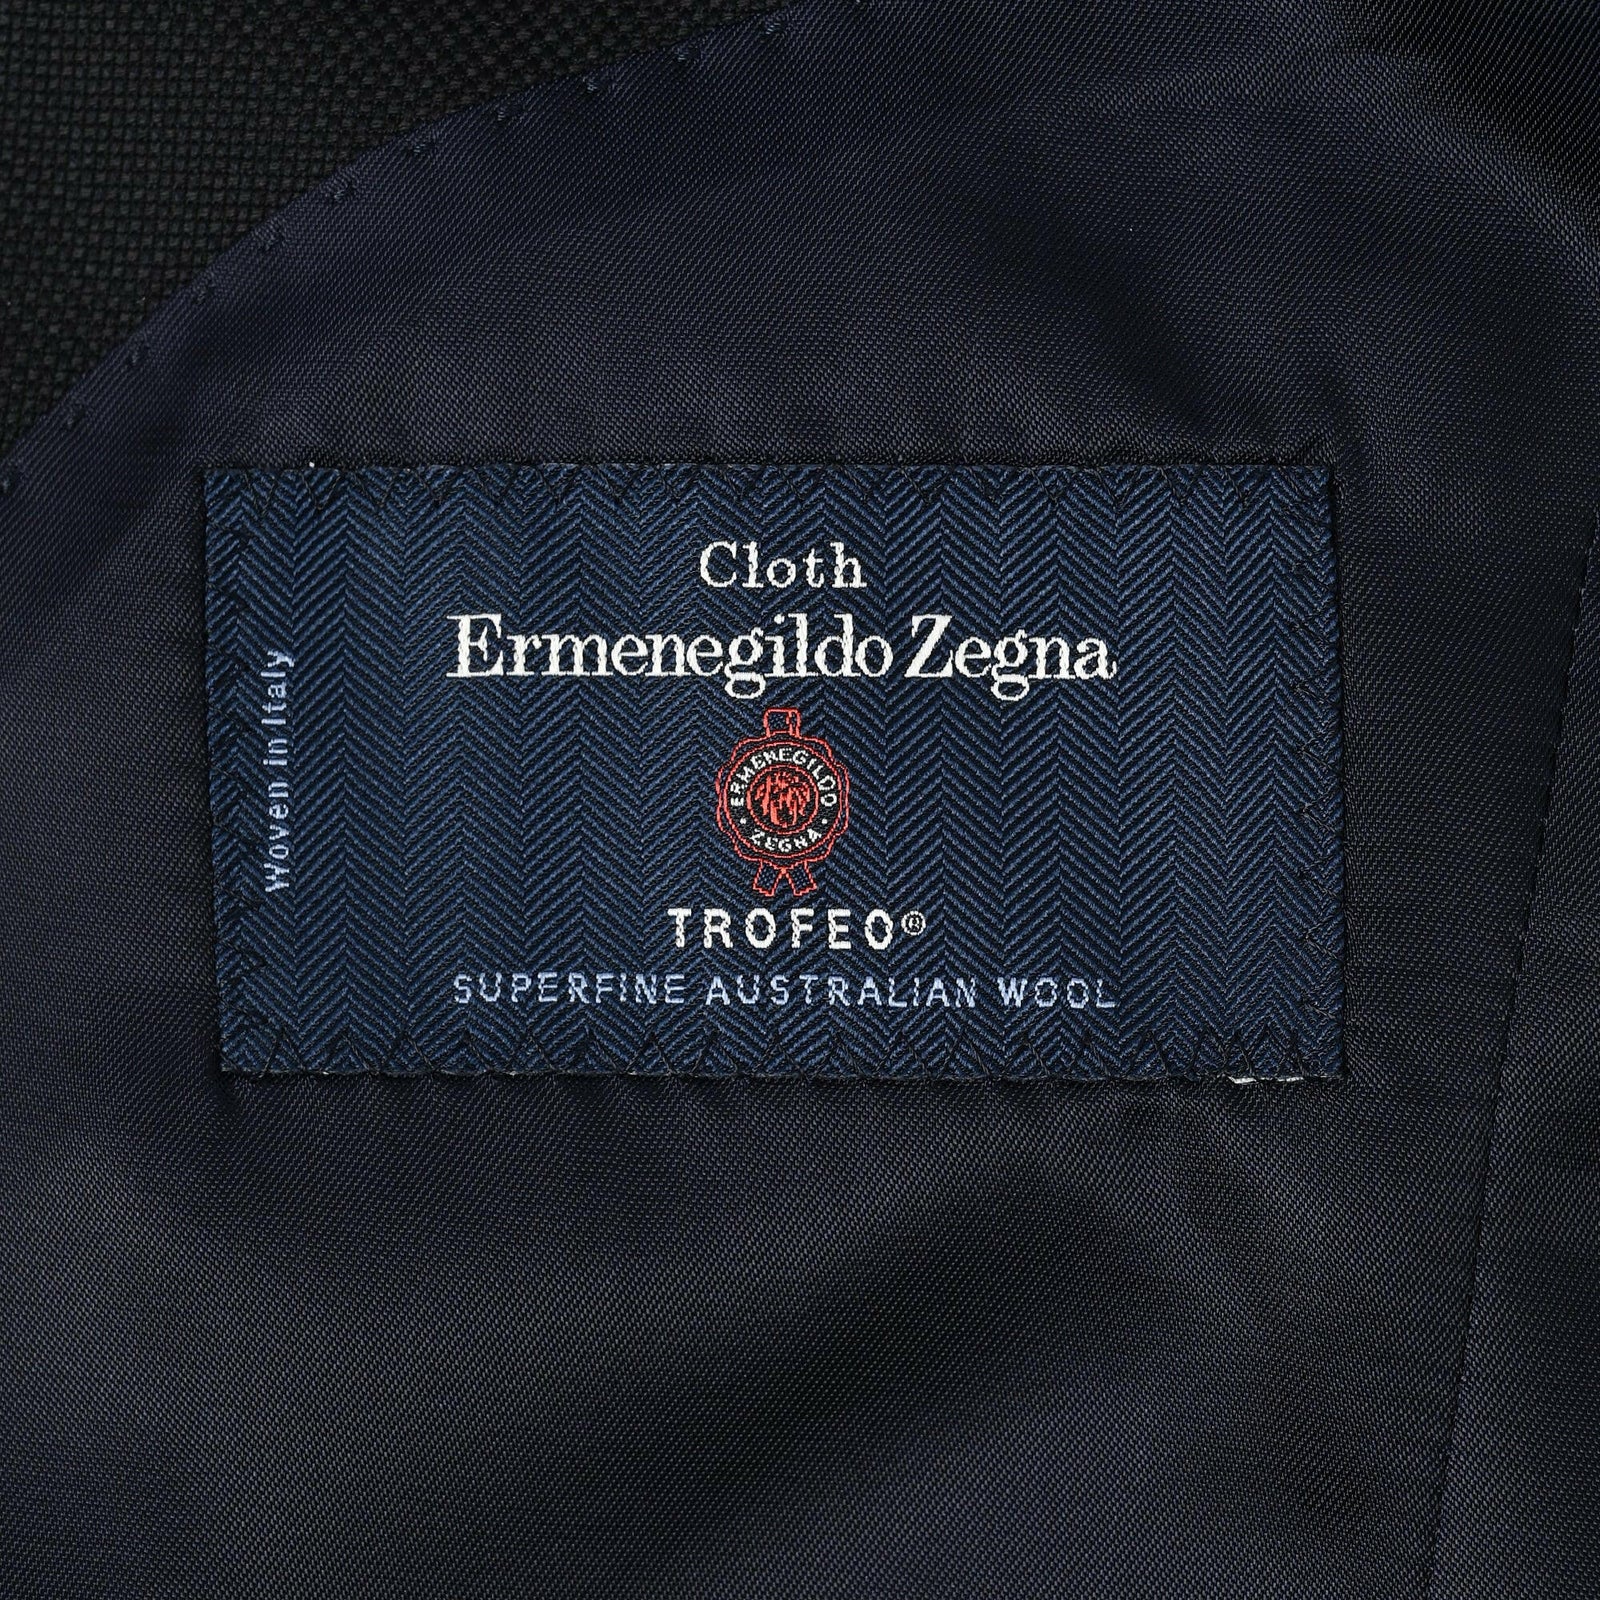 Cloth
Ermenegildo Zegna
ERMENEGILDO
· ZEGNA ·
TROFEO®
SUPERFINE AUSTRALIAN WOOL
Woven in Italy